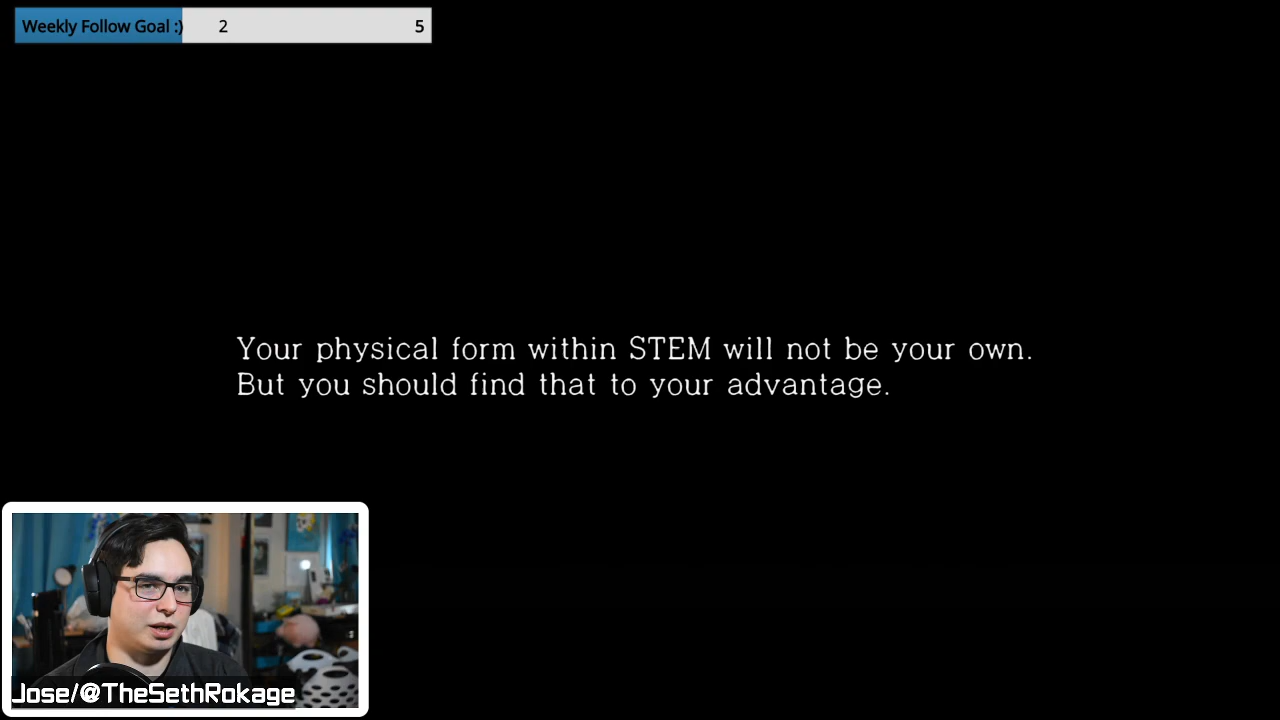 Weekly Follow Goal :) 2 5
Your physical form within STEM will not be your own.
But you should find that to your advantage.
Jose/@TheSethRokage